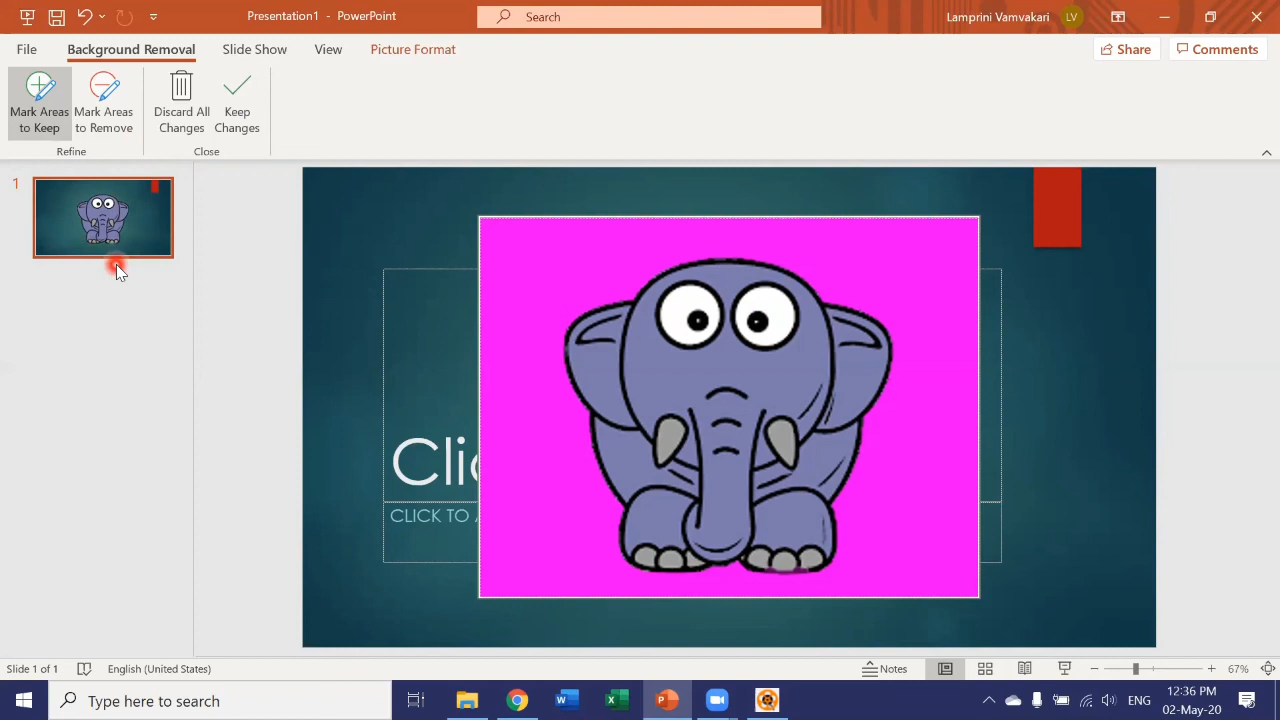 Presentation1 - PowerPoint
Search
Lamprini Vamvakari
LV
File
Background Removal
Slide Show
View
Picture Format
Share
Comments
Mark Areas
to Keep
Mark Areas
to Remove
Discard All
Changes
Keep
Changes
Refine
Close
1
Clic
CLICK TO A
Slide 1 of 1
English (United States)
Notes
67%
Type here to search
ENG
12:36 PM
02-May-20